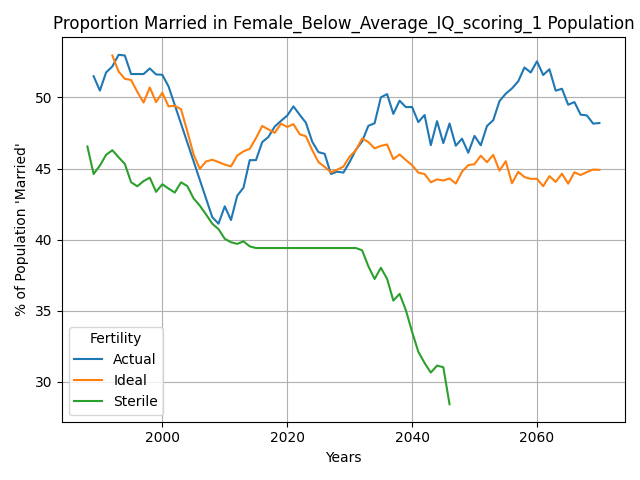 Proportion Married in Female_Below_Average_IQ_scoring_1 Population
% of Population 'Married'
50
45
40
35
30
Fertility
Actual
Ideal
Sterile
2000
2020
2040
2060
Years